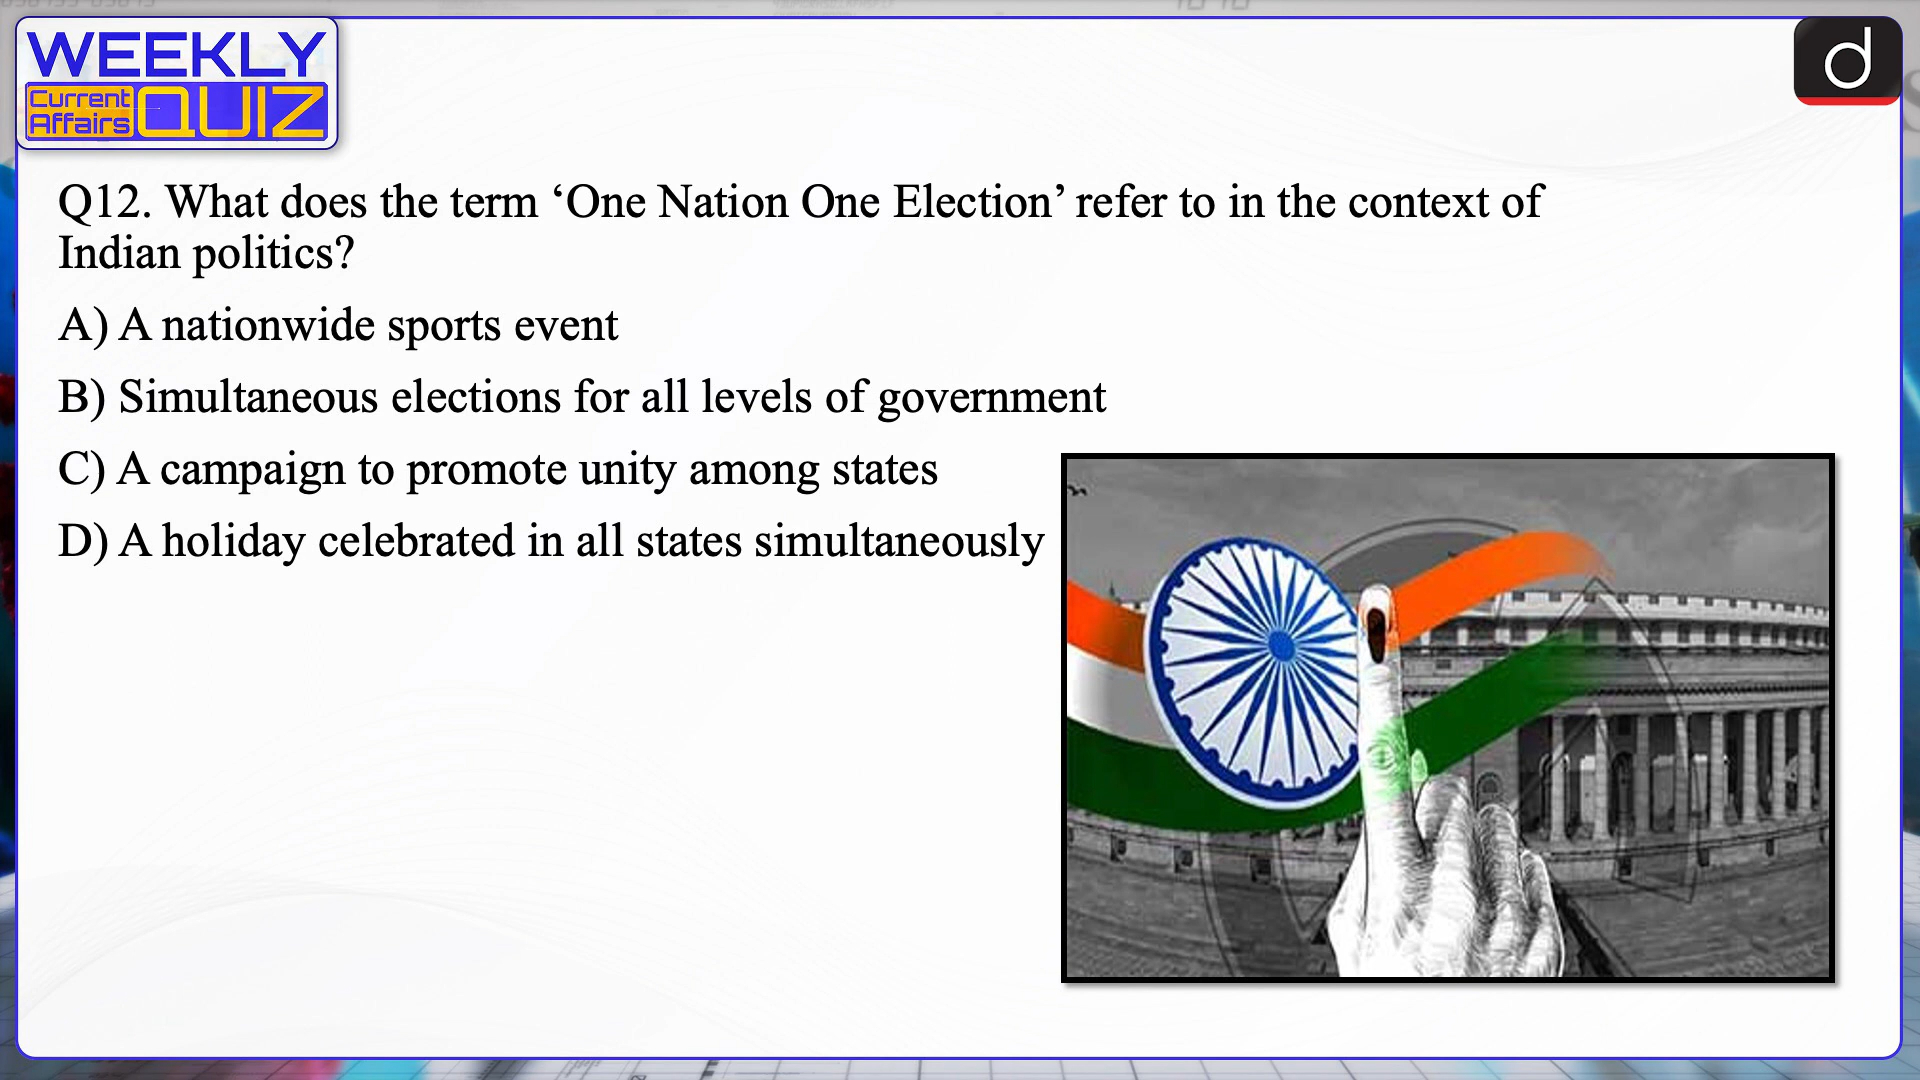 WEEKLY
Current
Affairs
QUIZ
d
Q12. What does the term ‘One Nation One Election’ refer to in the context of
Indian politics?
A) A nationwide sports event
B) Simultaneous elections for all levels of government
C) A campaign to promote unity among states
D) A holiday celebrated in all states simultaneously